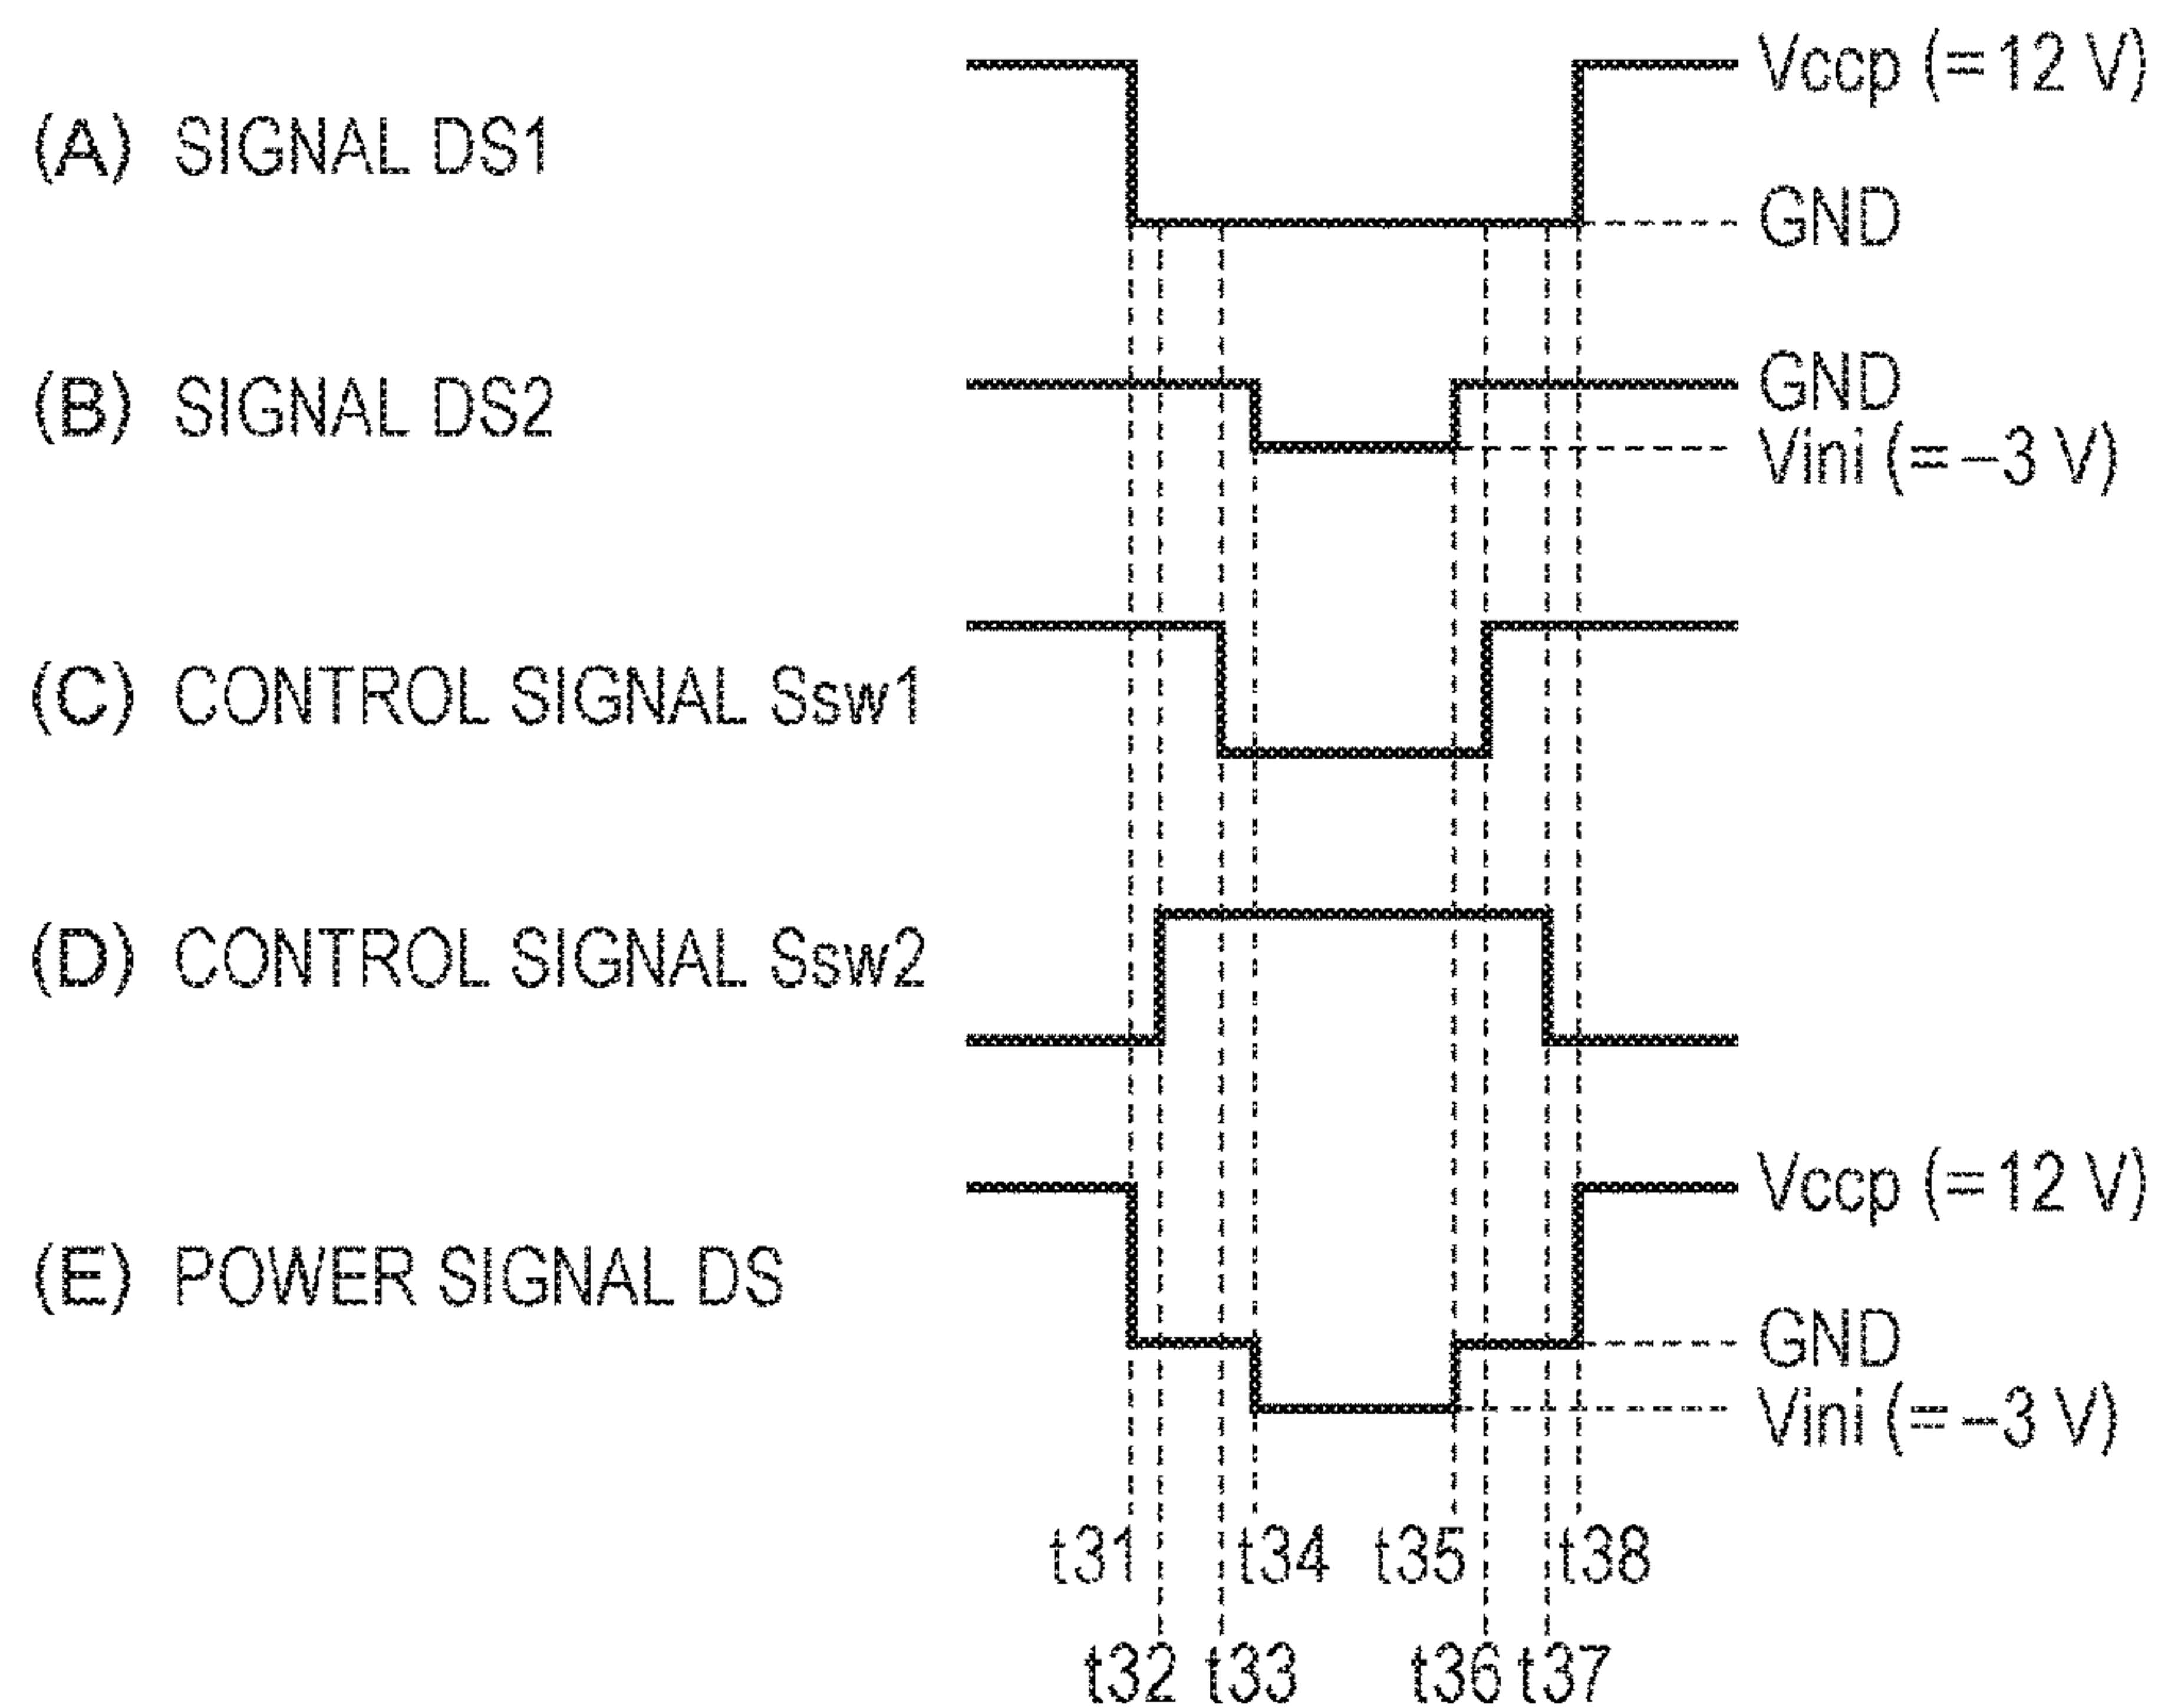 Vccp (=12 V)
(A) SIGNAL DS1
GND
GND
(B) SIGNAL DS2
Vini (= –3 V)
(C) CONTROL SIGNAL Ssw1
(D) CONTROL SIGNAL Ssw2
Vccp (=12 V)
(E) POWER SIGNAL DS
GND
Vini (= –3 V)
t31 t34 t35 t38
t32 t33 t36 t37